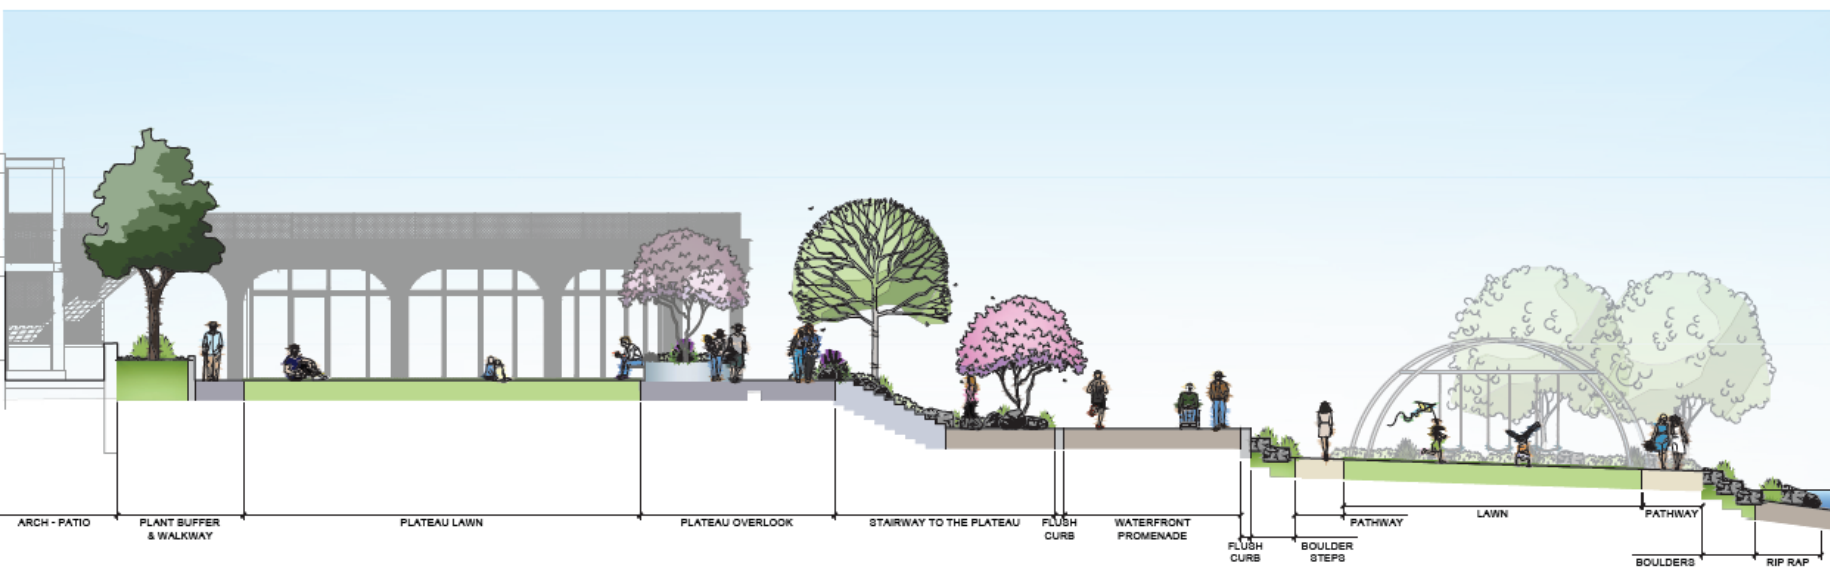 ARCH - PATIO
PLANT BUFFER
& WALKWAY
PLATEAU LAWN
PLATEAU OVERLOOK
STAIRWAY TO THE PLATEAU
FLUSH
CURB
WATERFRONT
PROMENADE
FLUSH
CURB
BOULDER
STEPS
PATHWAY
LAWN
PATHWAY
BOULDERS
RIP RAP